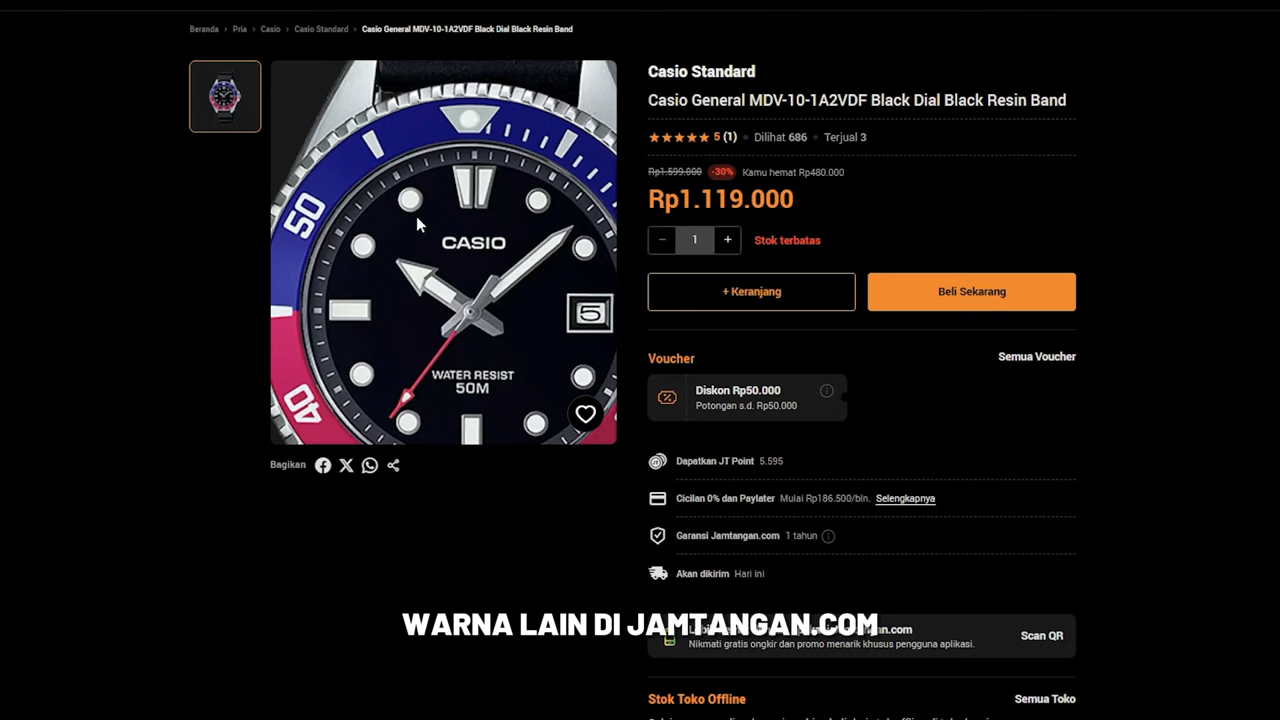 Beranda › Pria › Casio › Casio Standard › Casio General MDV-10-1A2VDF Black Dial Black Resin Band
50
CASIO
5
WATER RESIST
50M
40
Bagikan
Casio Standard
Casio General MDV-10-1A2VDF Black Dial Black Resin Band
5 (1) Dilihat 686 Terjual 3
Rp1.599.000 -30% Kamu hemat Rp480.000
Rp1.119.000
− 1 + Stok terbatas
+ Keranjang Beli Sekarang
Voucher Semua Voucher
Diskon Rp50.000
Potongan s.d. Rp50.000
Dapatkan JT Point 5.595
Cicilan 0% dan Paylater Mulai Rp186.500/bln. Selengkapnya
Garansi Jamtangan.com 1 tahun
Akan dikirim Hari ini
WARNA LAIN DI JAMTANGAN.COM
Nikmati gratis ongkir dan promo menarik khusus pengguna aplikasi.
Scan QR
Stok Toko Offline Semua Toko